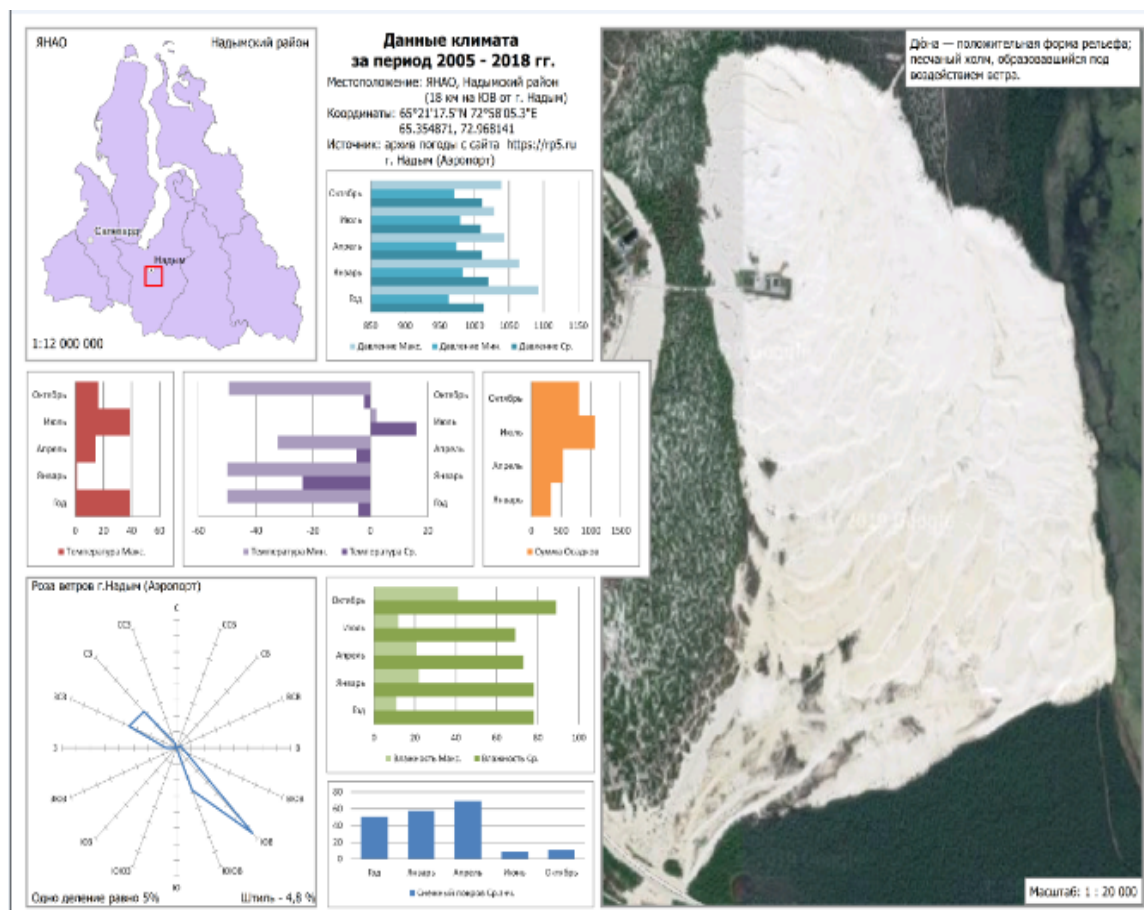 ЯНАО
Надымский район
Салехард
Надым
1:12 000 000
Данные климата
за период 2005 - 2018 гг.
Местоположение: ЯНАО, Надымский район
(18 км на ЮВ от г. Надым)
Координаты: 65°21'17.5"N 72°58'05.3"E
65.354871, 72.968141
Источник: архив погоды с сайта https://rp5.ru
г. Надым (Аэропорт)
Октябрь
Июль
Апрель
Январь
Год
850 900 950 1000 1050 1100 1150
Давление Макс. Давление Мин. Давление Ср.
Дю́на — положительная форма рельефа;
песчаный холм, образовавшийся под
воздействием ветра.
Октябрь
Июль
Апрель
Январь
Год
0 20 40 60
Температура Макс.
Октябрь
Июль
Апрель
Январь
Год
-60 -40 -20 0 20
Температура Мин. Температура Ср.
Октябрь
Июль
Апрель
Январь
0 500 1000 1500
Сумма Осадков
Роза ветров г.Надым (Аэропорт)
С
ССЗ ССВ
СЗ СВ
ЗСЗ ВСВ
З В
ЗЮЗ ВЮВ
ЮЗ ЮВ
ЮЮЗ ЮЮВ
Ю
Одно деление равно 5% Штиль - 4,8 %
Октябрь
Июль
Апрель
Январь
Год
0 20 40 60 80 100
Влажность Макс. Влажность Ср.
80
60
40
20
0
Год Январь Апрель Июнь Октябрь
Снежный покров
Масштаб: 1 : 20 000